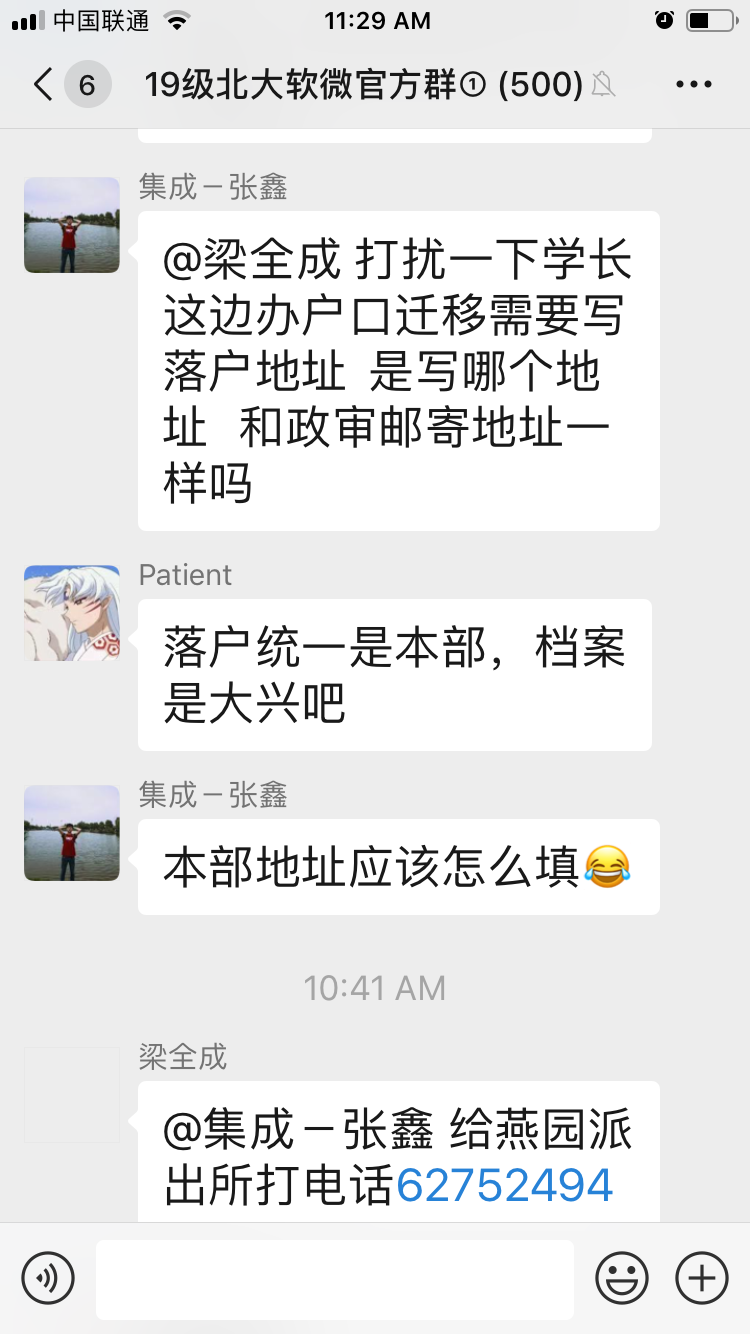 中国联通
11:29 AM
6
19级北大软微官方群① (500)
集成－张鑫
@梁全成 打扰一下学长
这边办户口迁移需要写
落户地址 是写哪个地
址 和政审邮寄地址一
样吗
Patient
落户统一是本部，档案
是大兴吧
集成－张鑫
本部地址应该怎么填😂
10:41 AM
梁全成
@集成－张鑫 给燕园派
出所打电话62752494